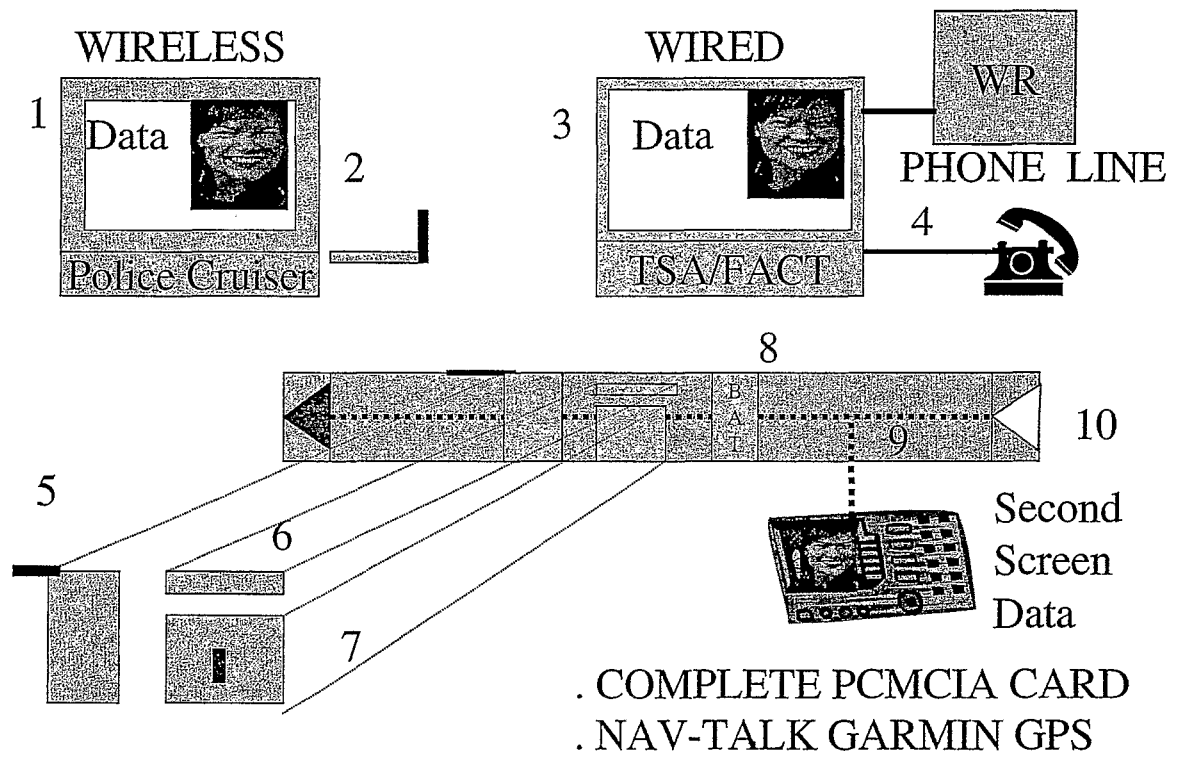 WIRELESS
WIRED
WR
1
Data
2
3
Data
PHONE LINE
4
Police Cruiser
TSA/FACT
8
BAT
9
10
5
6
7
Second
Screen
Data
. COMPLETE PCMCIA CARD
. NAV-TALK GARMIN GPS